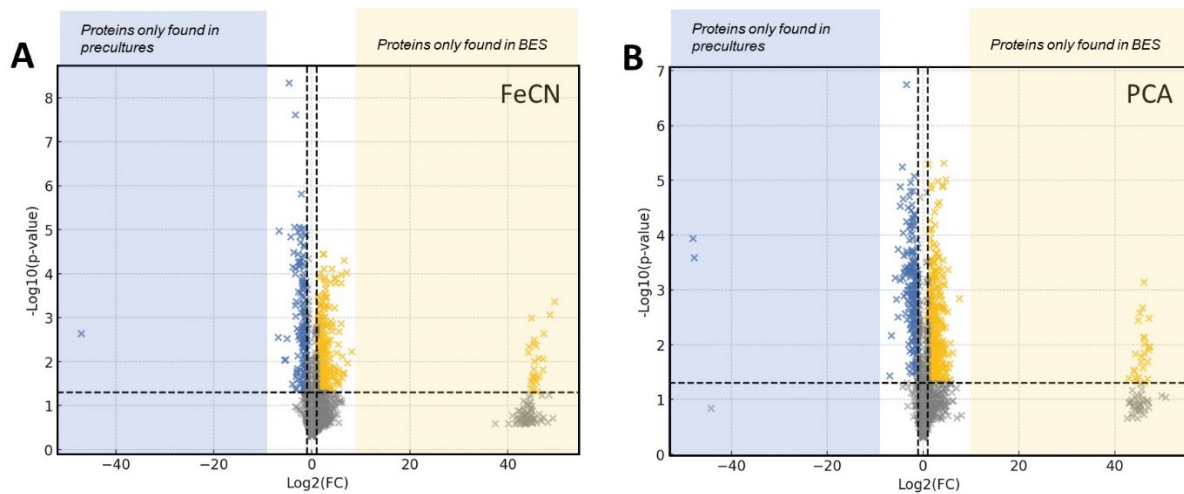 A
Proteins only found in
precultures
Proteins only found in BES
FeCN
-Log10(p-value)
8
7
6
5
4
3
2
1
0
−40
−20
0
20
40
Log2(FC)
B
Proteins only found in
precultures
Proteins only found in BES
PCA
-Log10(p-value)
7
6
5
4
3
2
1
0
−40
−20
0
20
40
Log2(FC)